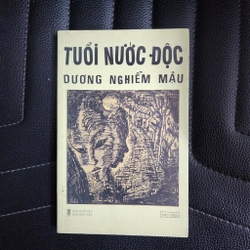 TUỔI NƯỚC ĐỘC
DƯƠNG NGHIỄM MẬU